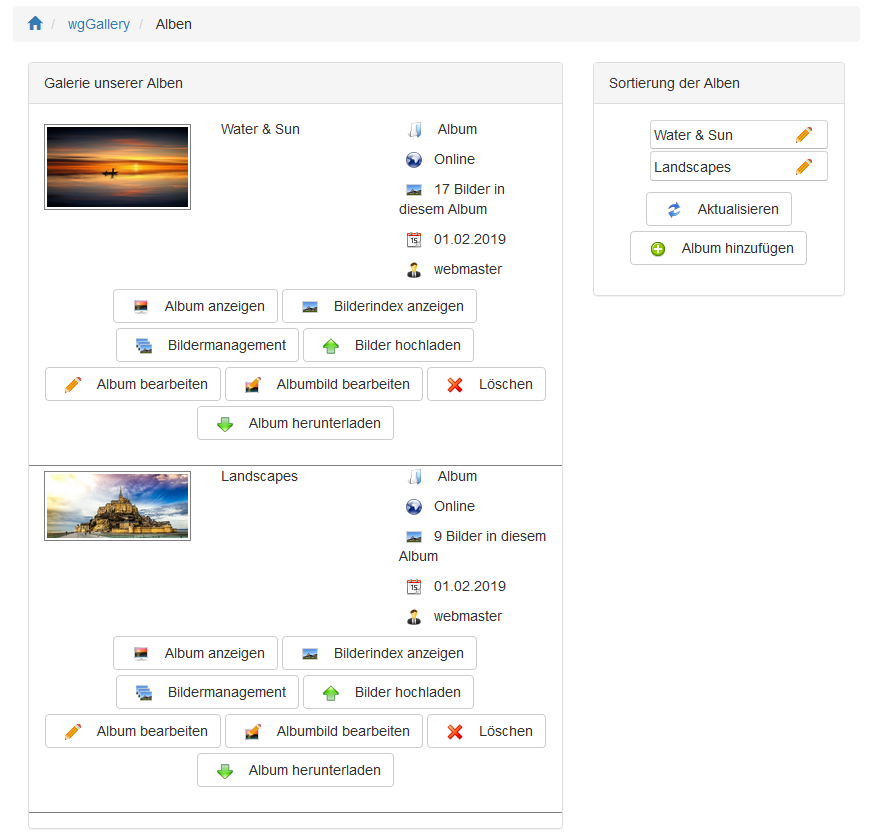 / wgGallery / Alben
Galerie unserer Alben
Water & Sun
Album
Online
17 Bilder in
diesem Album
15
01.02.2019
webmaster
Album anzeigen
Bilderindex anzeigen
Bildermanagement
Bilder hochladen
Album bearbeiten
Albumbild bearbeiten
Löschen
Album herunterladen
Landscapes
Album
Online
9 Bilder in diesem
Album
15
01.02.2019
webmaster
Album anzeigen
Bilderindex anzeigen
Bildermanagement
Bilder hochladen
Album bearbeiten
Albumbild bearbeiten
Löschen
Album herunterladen
Sortierung der Alben
Water & Sun
Landscapes
Aktualisieren
Album hinzufügen